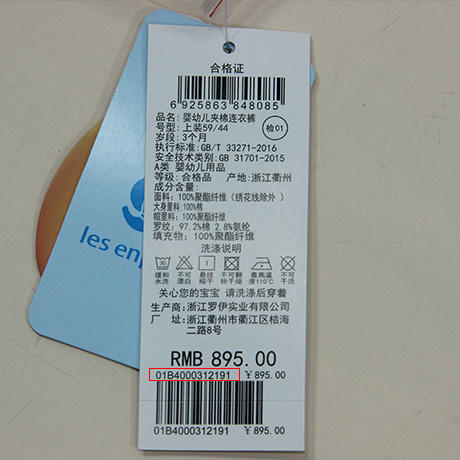 合格证
6 925863 848085
品名: 婴幼儿夹棉连衣裤
号型: 上装59/44
检01
岁段: 3个月
执行标准: GB/T 33271-2016
安全技术类别: GB 31701-2015
A类 婴幼儿用品
等级: 合格品 产地: 浙江衢州
成分含量:
面料: 100%聚酯纤维 (绣花线除外)
大身里料: 100%棉
帽里料: 100%聚酯纤维
罗纹: 97.2%棉 2.8%氨纶
填充物: 100%聚酯纤维
洗涤说明
缓和水洗 不可漂白 悬挂晾干 不可翻转干燥 最高温度110℃ 不可干洗
关心您的宝宝 请洗涤后穿着
生产商: 浙江罗伊实业有限公司
厂 址: 浙江衢州市衢江区桔海
二路8号
les en
RMB 895.00
01B4000312191 ¥ 895.00
01B4000312191 ¥ 895.00